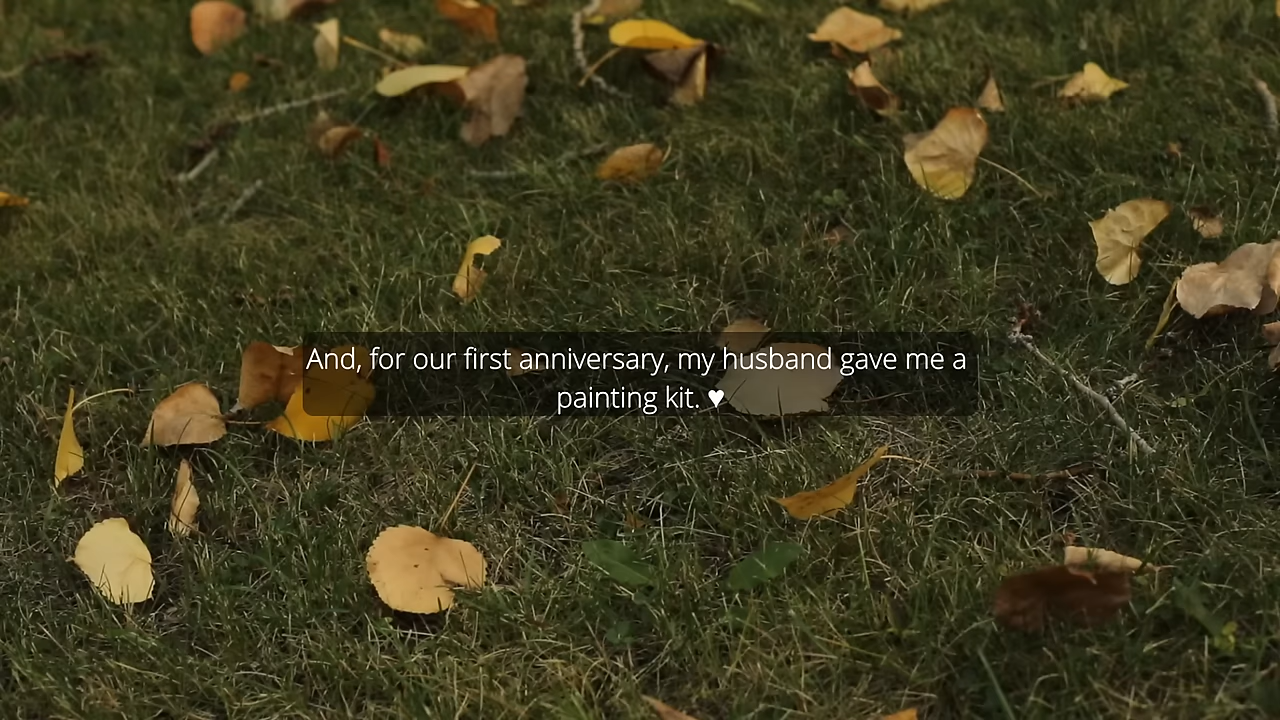 And, for our first anniversary, my husband gave me a
painting kit. ♥